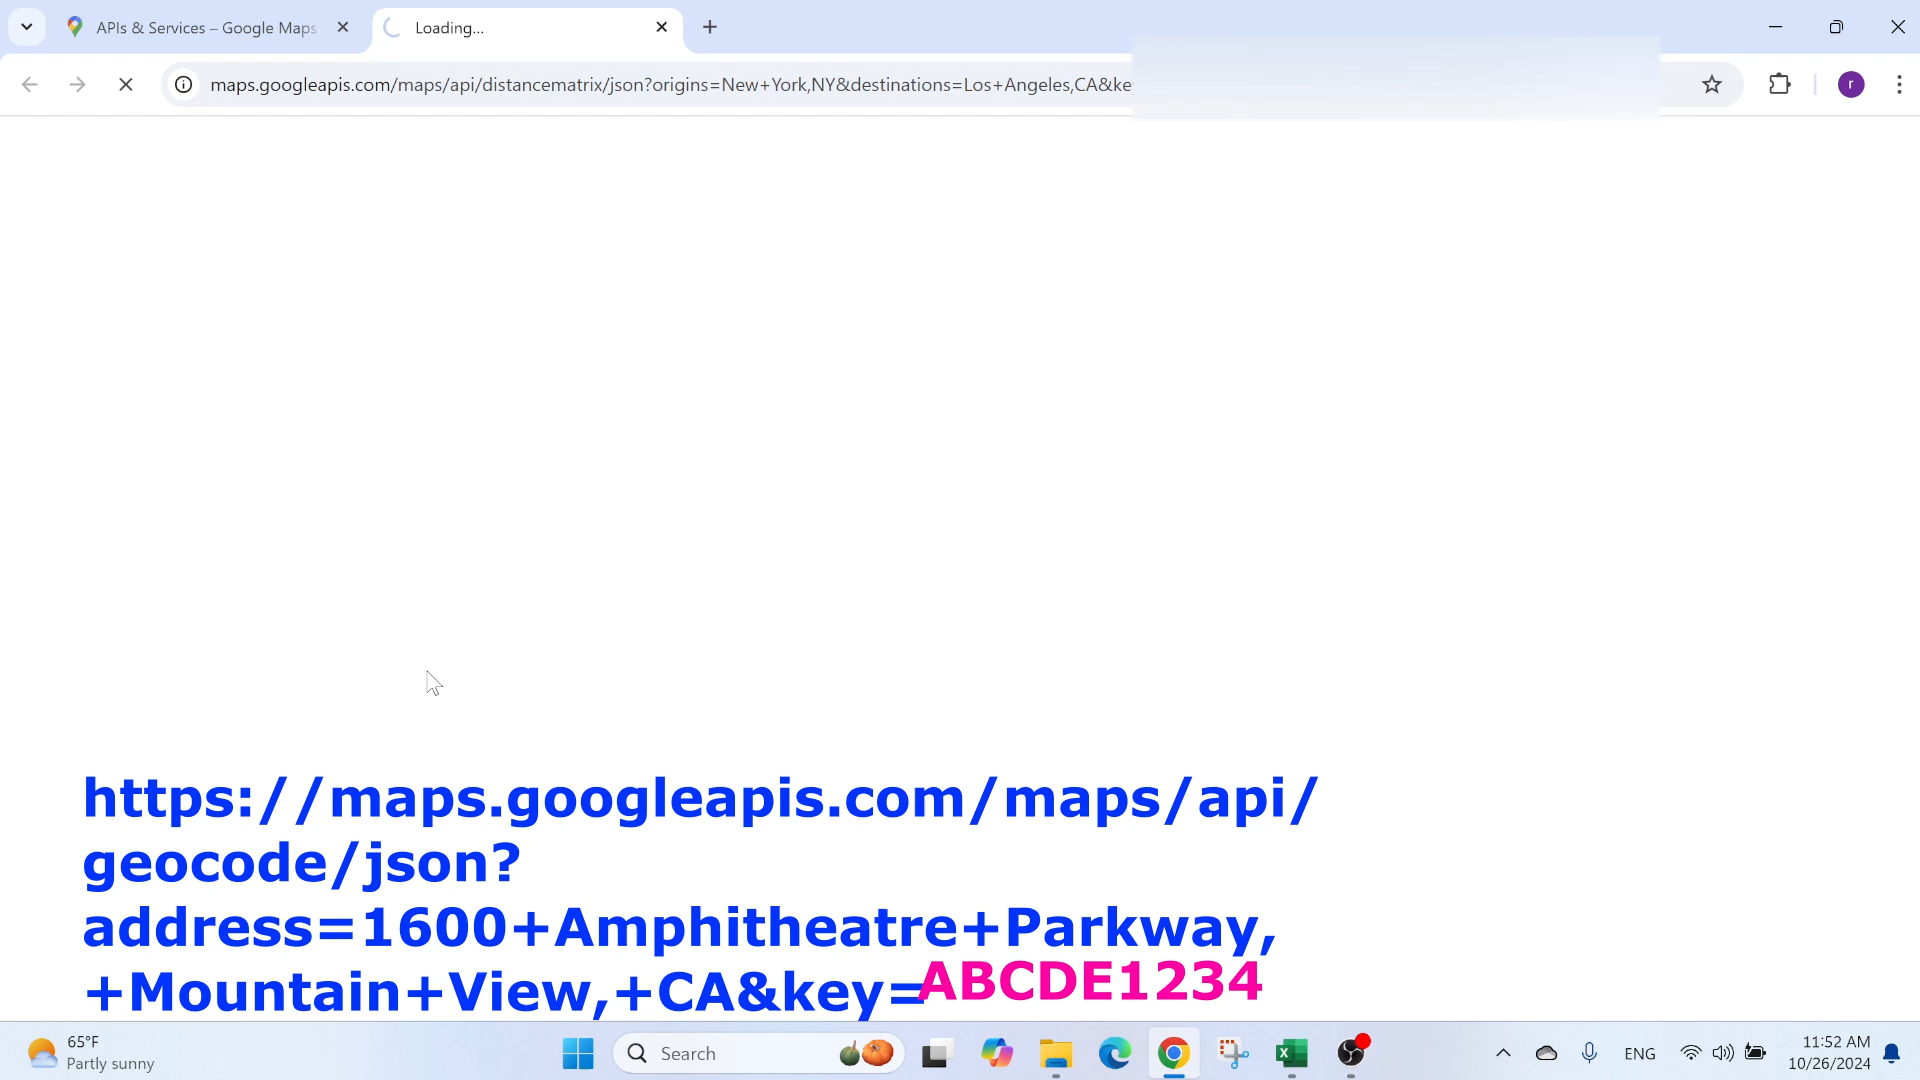 APIs & Services – Google Maps
Loading...
maps.googleapis.com/maps/api/distancematrix/json?origins=New+York,NY&destinations=Los+Angeles,CA&ke
r
https://maps.googleapis.com/maps/api/
geocode/json?
address=1600+Amphitheatre+Parkway,
+Mountain+View,+CA&key=ABCDE1234
65°F
Partly sunny
Search
ENG
11:52 AM
10/26/2024